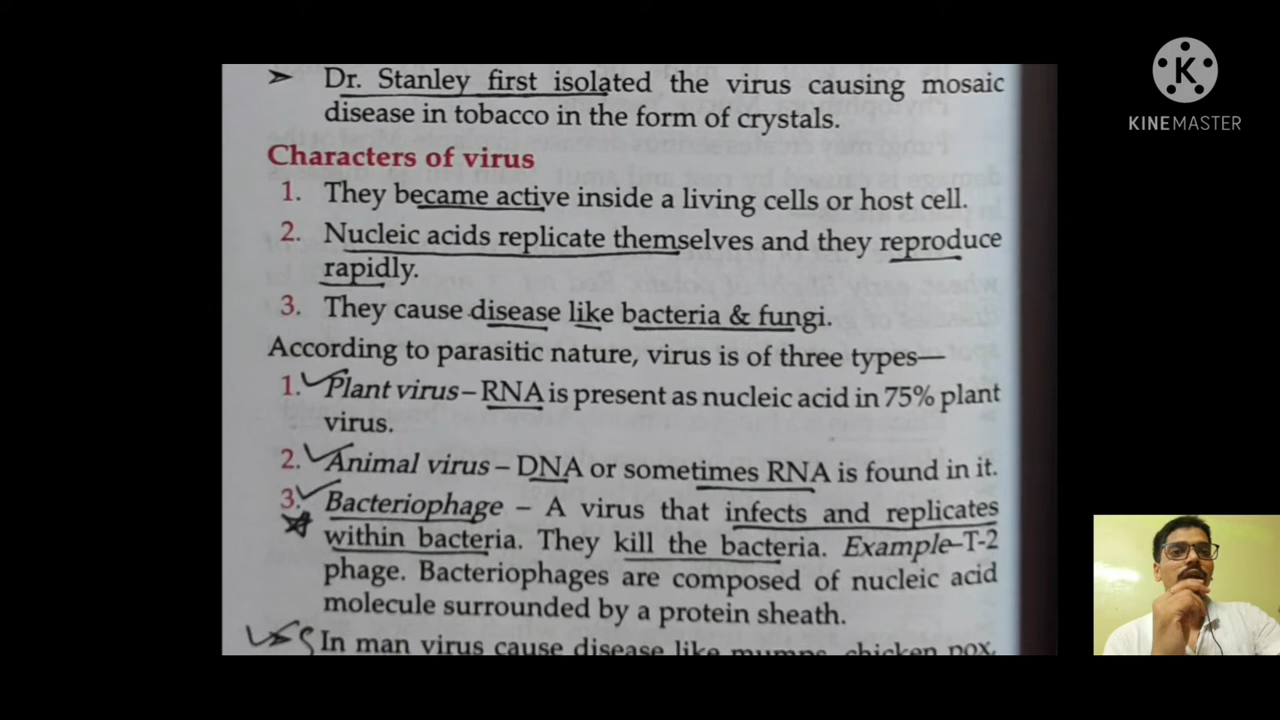 ➤ Dr. Stanley first isolated the virus causing mosaic
disease in tobacco in the form of crystals.
Characters of virus
1. They became active inside a living cells or host cell.
2. Nucleic acids replicate themselves and they reproduce
rapidly.
3. They cause disease like bacteria & fungi.
According to parasitic nature, virus is of three types—
1. Plant virus – RNA is present as nucleic acid in 75% plant
virus.
2. Animal virus – DNA or sometimes RNA is found in it.
3. Bacteriophage – A virus that infects and replicates
within bacteria. They kill the bacteria. Example–T-2
phage. Bacteriophages are composed of nucleic acid
molecule surrounded by a protein sheath.
In man virus cause disease like mumps, chicken pox,
K
KINEMASTER